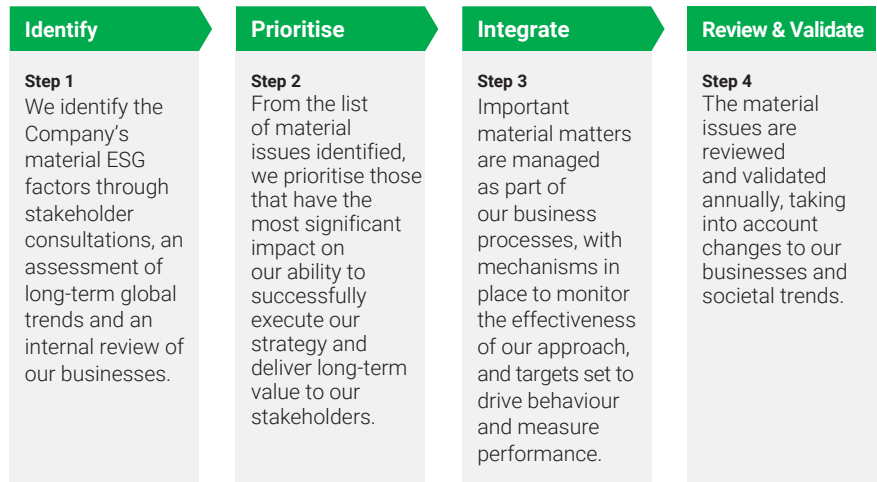 Identify
Step 1
We identify the
Company's
material ESG
factors through
stakeholder
consultations, an
assessment of
long-term global
trends and an
internal review of
our businesses.
Prioritise
Step 2
From the list
of material
issues identified,
we prioritise those
that have the
most significant
impact on
our ability to
successfully
execute our
strategy and
deliver long-term
value to our
stakeholders.
Integrate
Step 3
Important
material matters
are managed
as part of
our business
processes, with
mechanisms in
place to monitor
the effectiveness
of our approach,
and targets set to
drive behaviour
and measure
performance.
Review & Validate
Step 4
The material
issues are
reviewed
and validated
annually, taking
into account
changes to our
businesses and
societal trends.